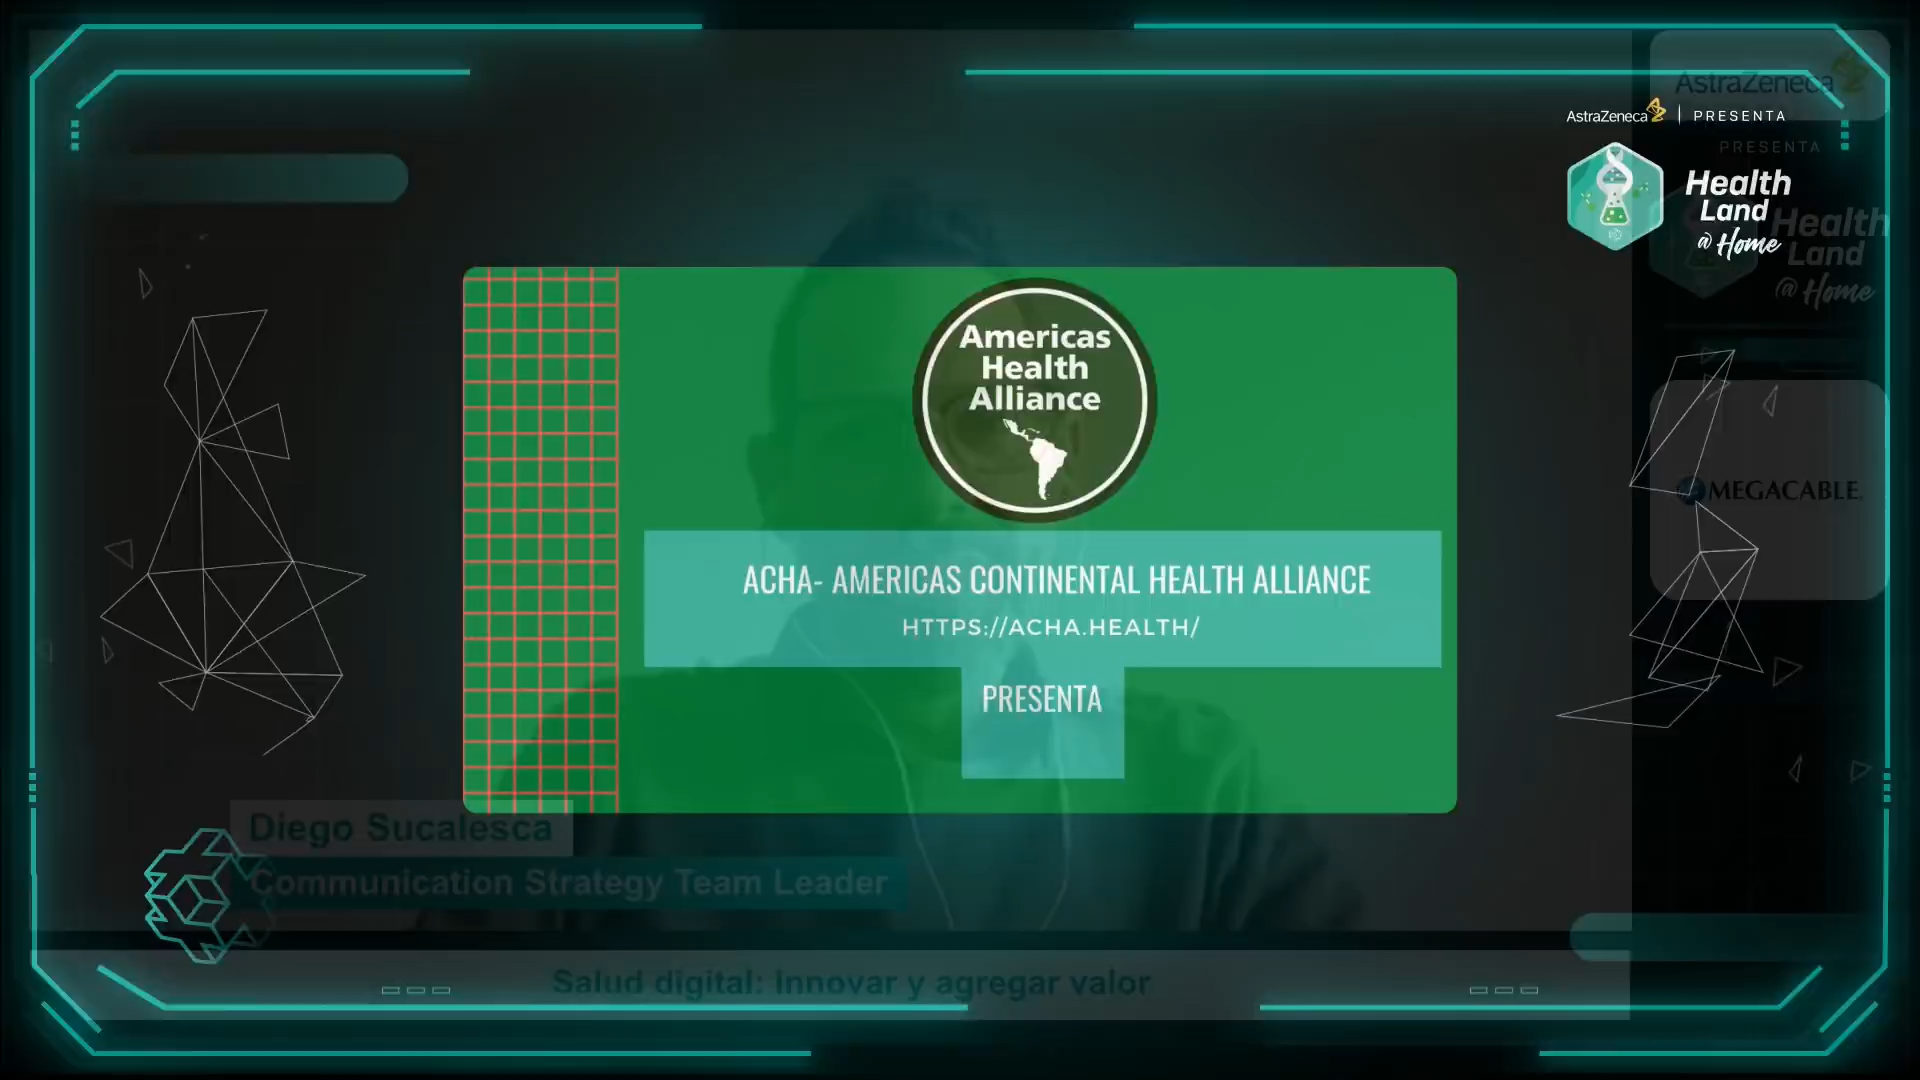 AstraZeneca
AstraZeneca | PRESENTA
PRESENTA
Health
Land
@ Home
Health
Land
@ Home
Americas
Health
Alliance
ACHA- AMERICAS CONTINENTAL HEALTH ALLIANCE
HTTPS://ACHA.HEALTH/
PRESENTA
MEGACABLE
Diego Sucalesca
Communication Strategy Team Leader
Salud digital: Innovar y agregar valor